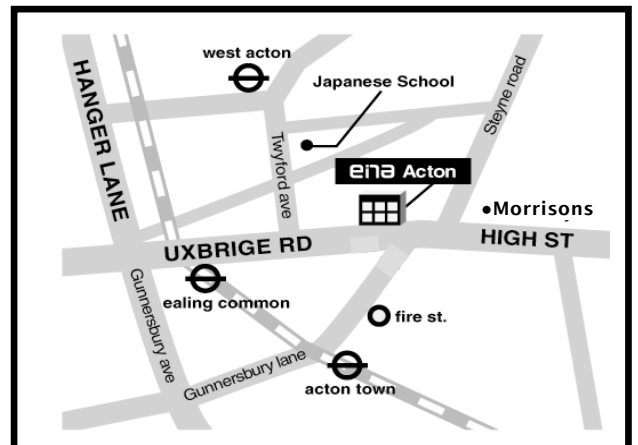 west acton
Japanese School
Steyne road
HANGER LANE
Twyford ave
eina Acton
Morrisons
UXBRIGE RD
HIGH ST
ealing common
Gunnersbury ave
fire st.
Gunnersbury lane
acton town